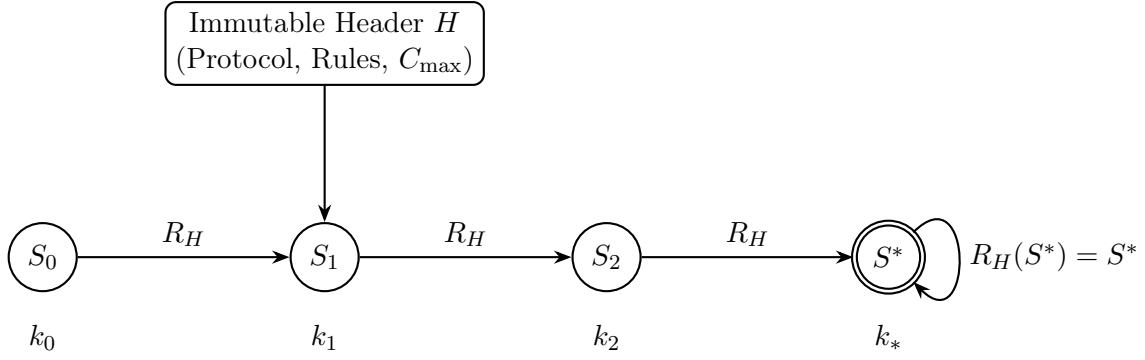 Immutable Header H
(Protocol, Rules, C_max)
R_H R_H R_H
S_0 S_1 S_2 S* R_H(S*) = S*
k_0 k_1 k_2 k_*